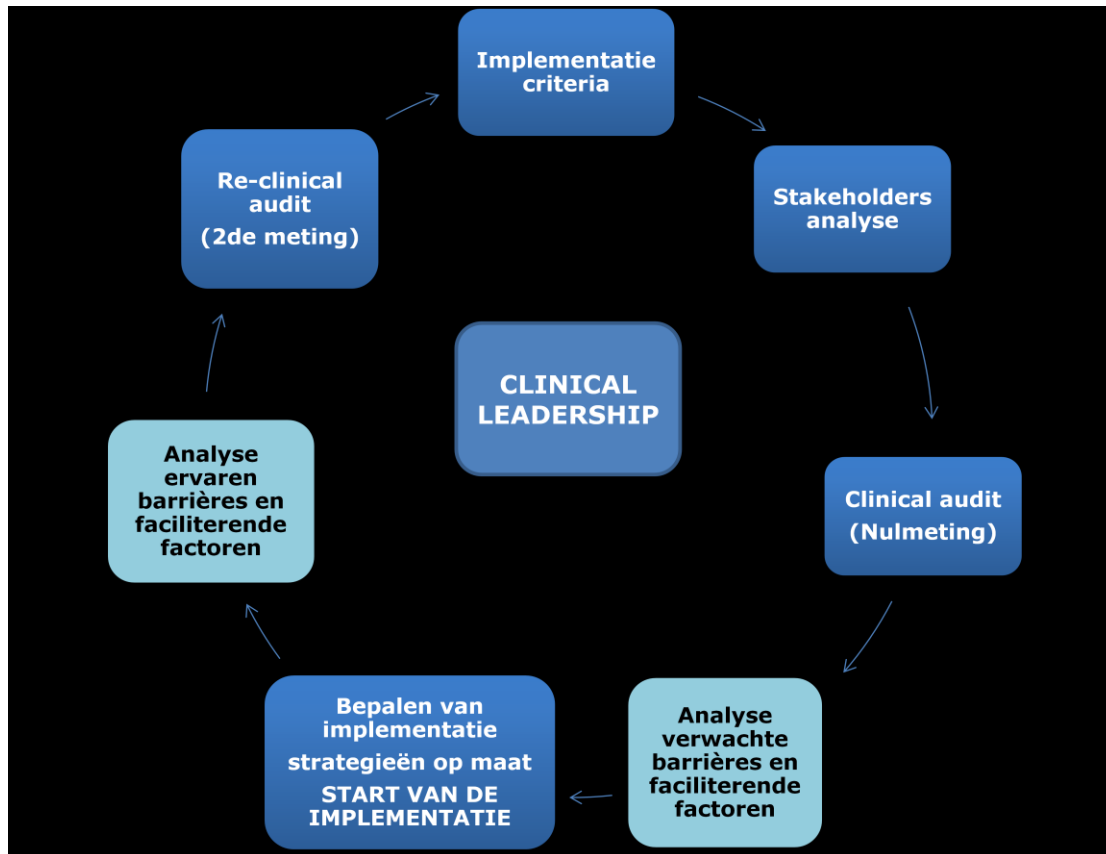 Implementatie
criteria
Stakeholders
analyse
Clinical audit
(Nulmeting)
Analyse
verwachte
barrières en
faciliterende
factoren
Bepalen van
implementatie
strategieën op maat
START VAN DE
IMPLEMENTATIE
Analyse
ervaren
barrières en
faciliterende
factoren
Re-clinical
audit
(2de meting)
CLINICAL
LEADERSHIP